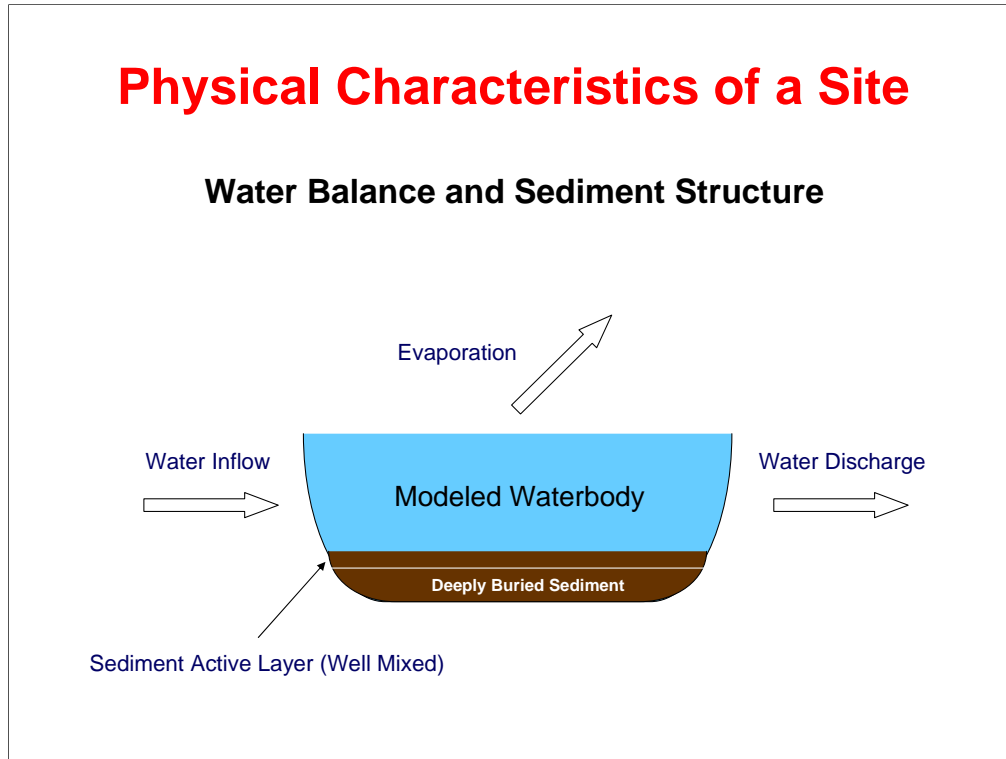 Physical Characteristics of a Site
Water Balance and Sediment Structure
Evaporation
Water Inflow
Water Discharge
Modeled Waterbody
Deeply Buried Sediment
Sediment Active Layer (Well Mixed)